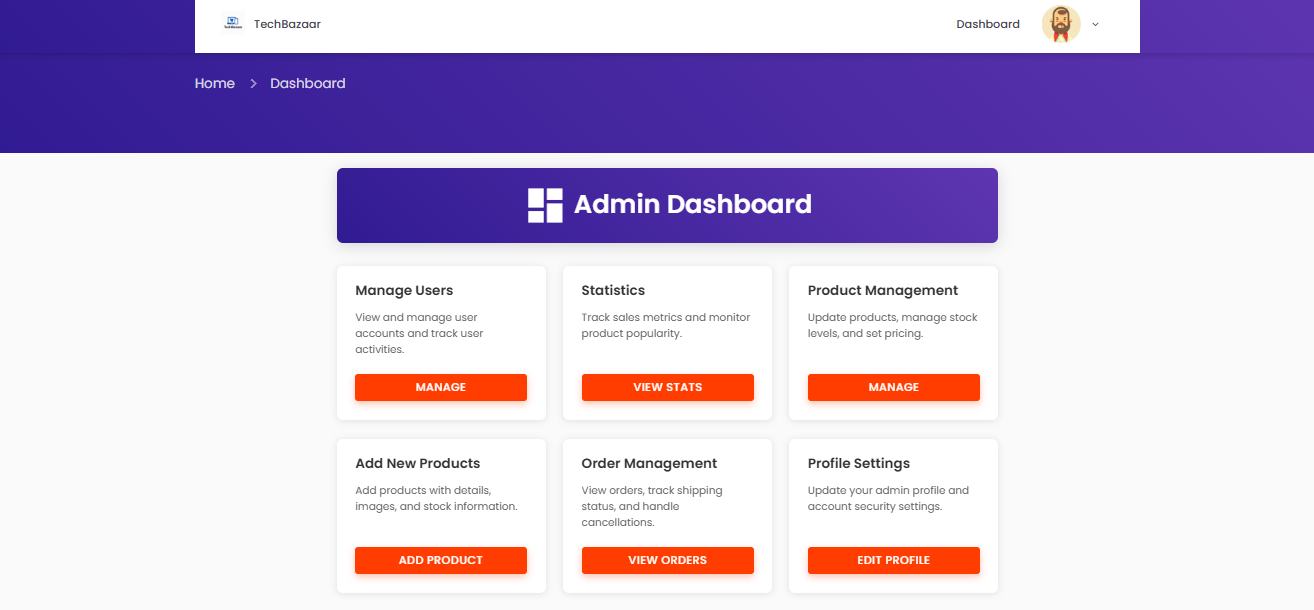 TechBazaar
Dashboard
Home > Dashboard
Admin Dashboard
Manage Users
View and manage user
accounts and track user
activities.
MANAGE
Statistics
Track sales metrics and monitor
product popularity.
VIEW STATS
Product Management
Update products, manage stock
levels, and set pricing.
MANAGE
Add New Products
Add products with details,
images, and stock information.
ADD PRODUCT
Order Management
View orders, track shipping
status, and handle
cancellations.
VIEW ORDERS
Profile Settings
Update your admin profile and
account security settings.
EDIT PROFILE